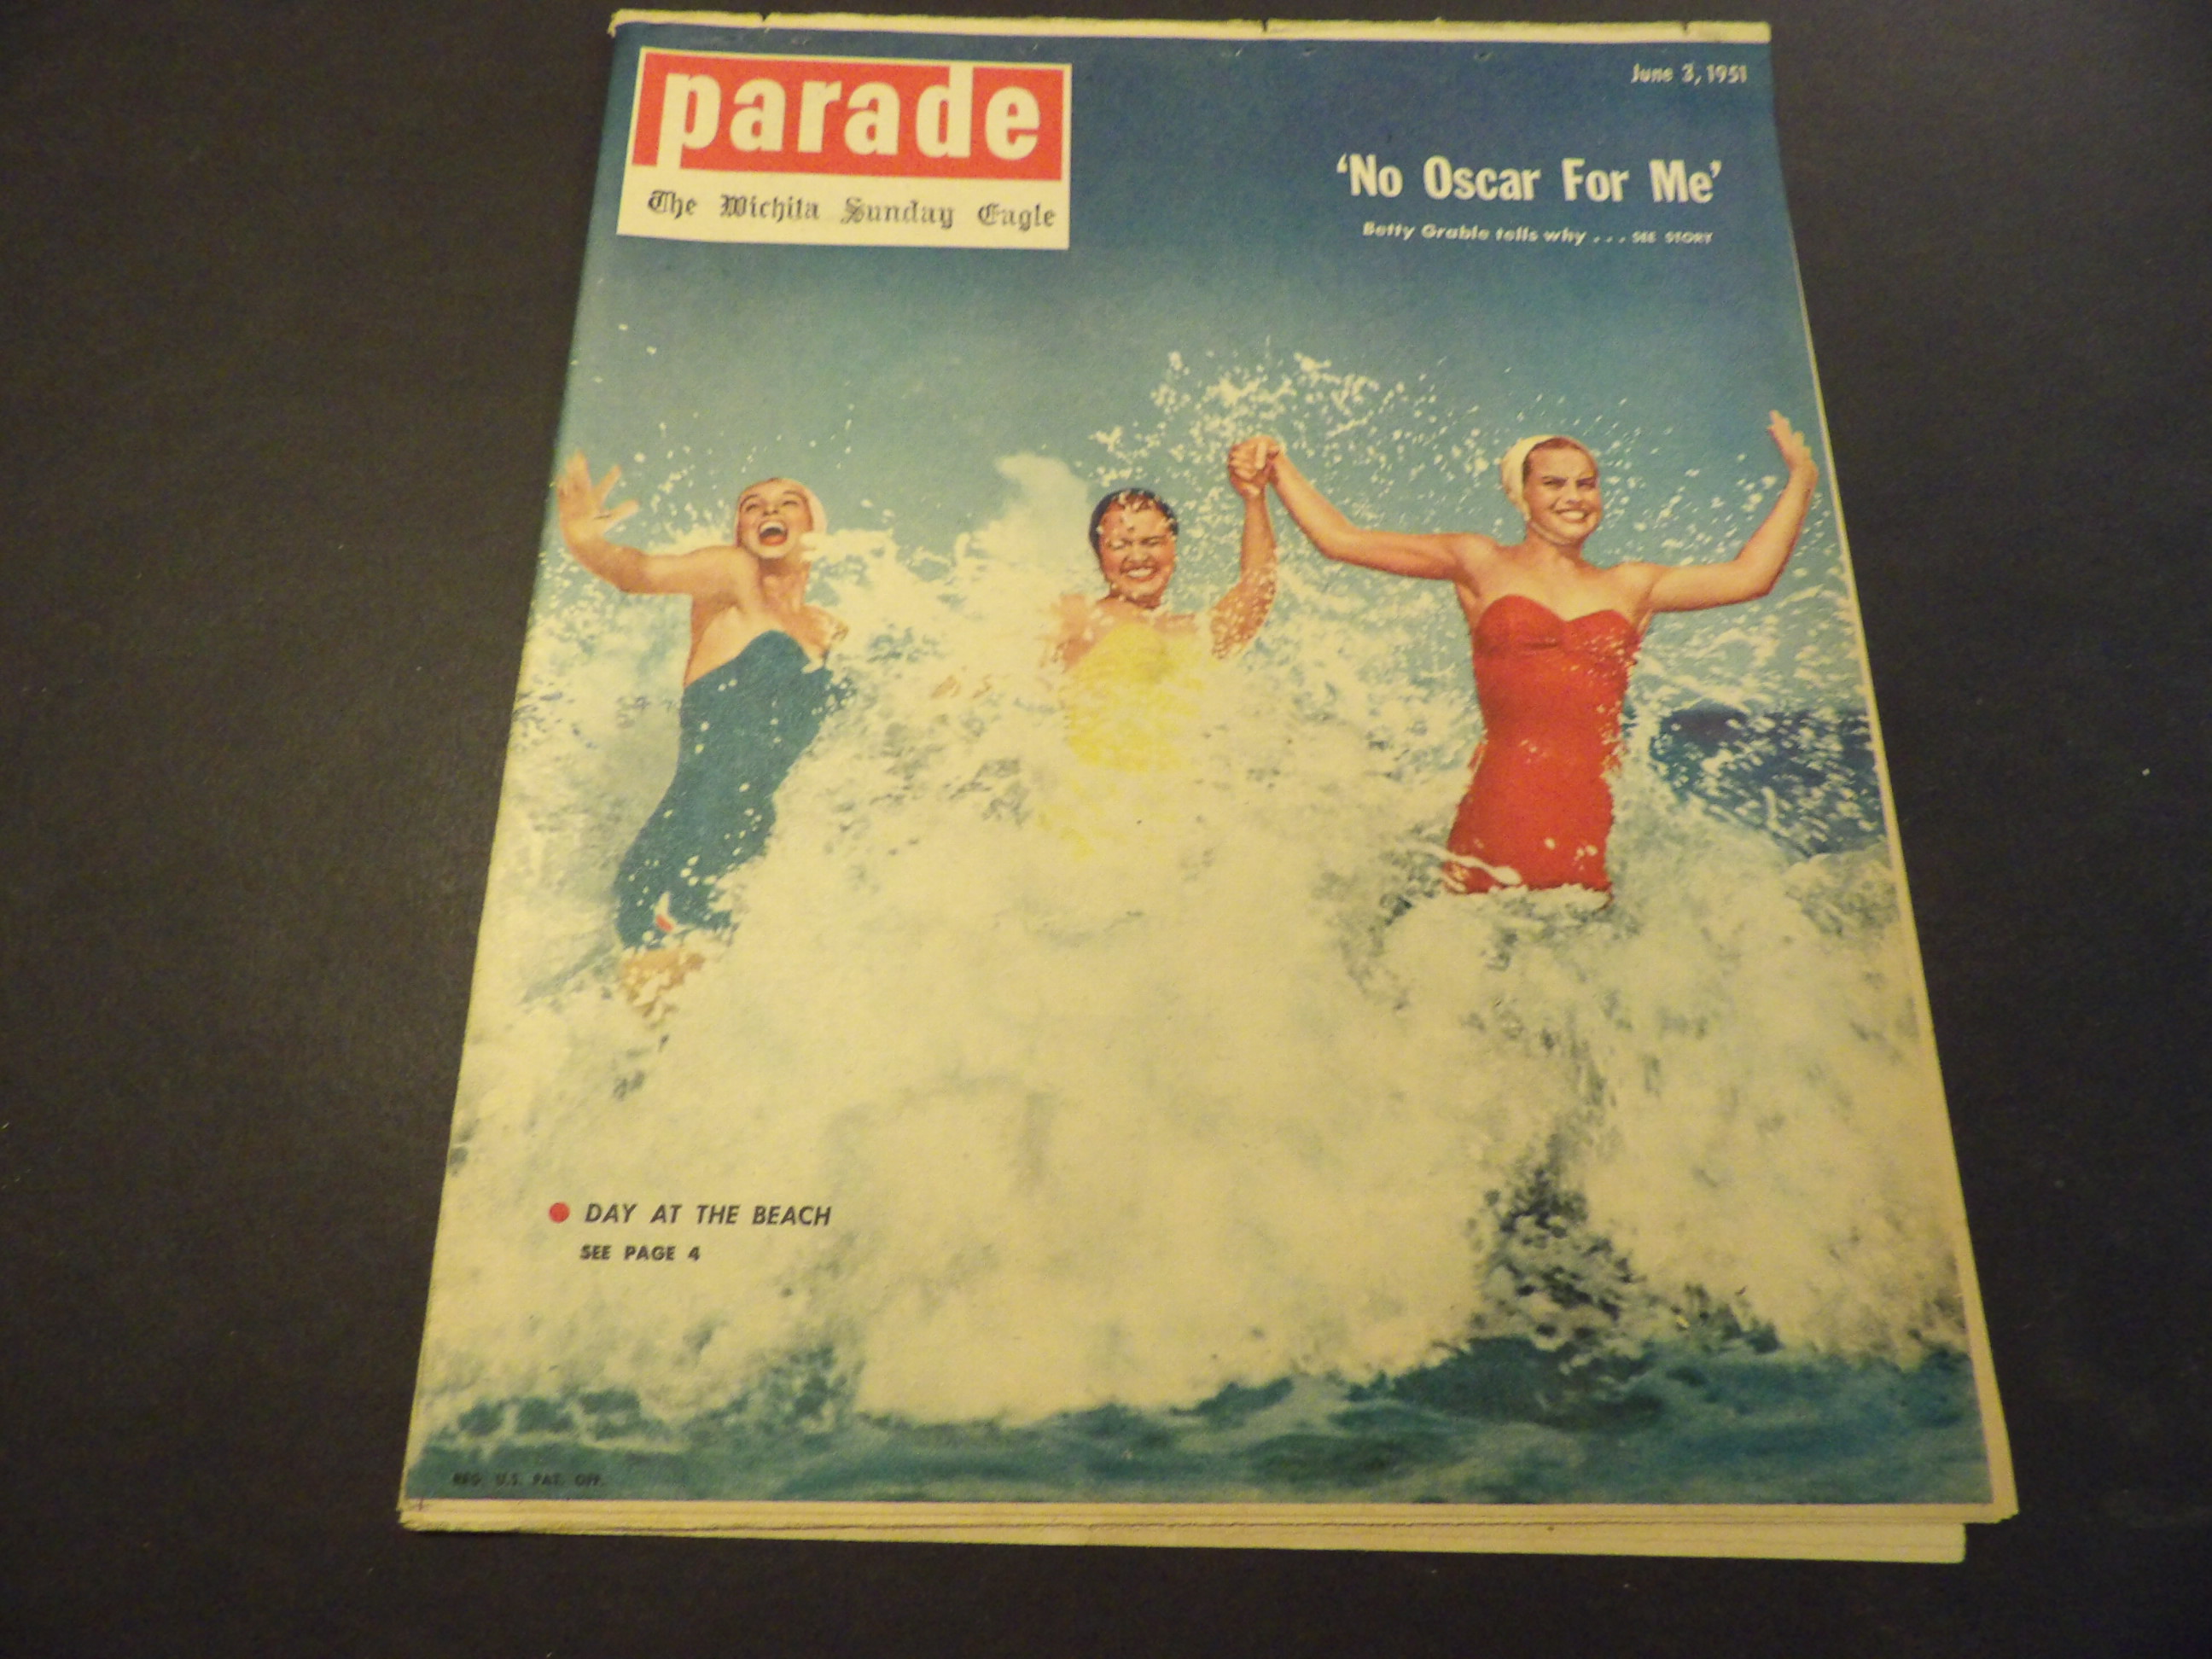 parade
The Wichita Sunday Eagle
June 3, 1951
'No Oscar For Me'
Betty Grable tells why . . . SEE STORY
DAY AT THE BEACH
SEE PAGE 4
REG. U.S. PAT. OFF.